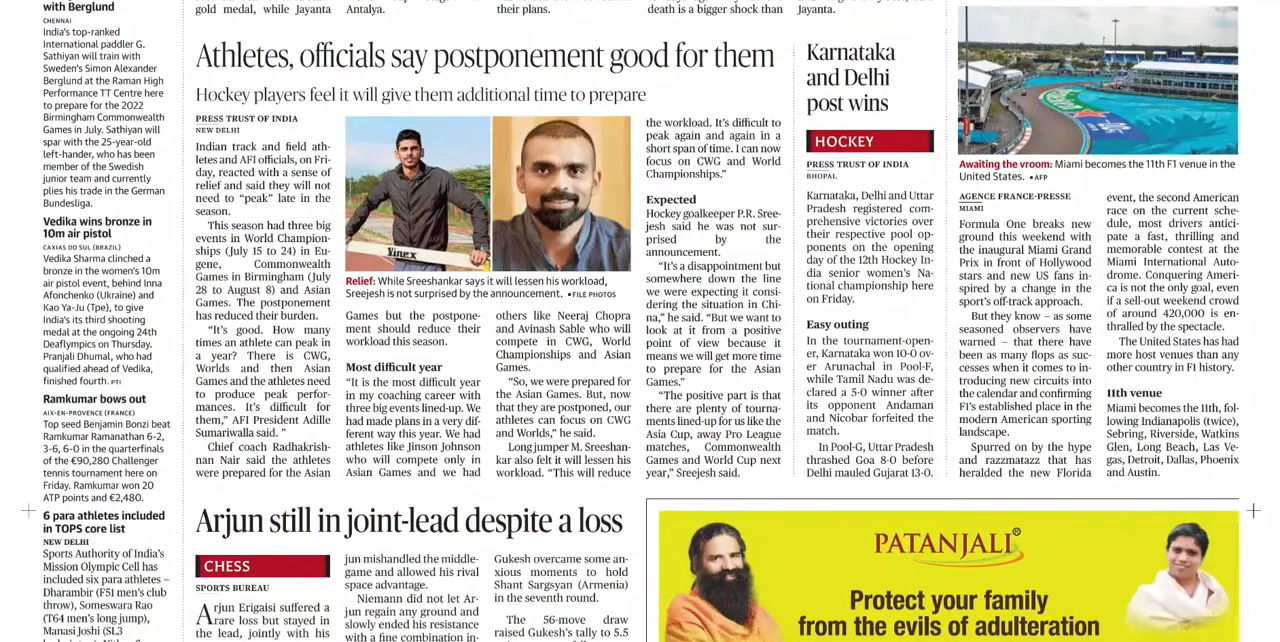 with Berglund
CHENNAI
India's top-ranked
International paddler G.
Sathiyan will train with
Sweden's Simon Alexander
Berglund at the Raman High
Performance TT Centre here
to prepare for the 2022
Birmingham Commonwealth
Games in July. Sathiyan will
spar with the 25-year-old
left-hander, who has been
member of the Swedish
junior team and currently
plies his trade in the German
Bundesliga.
Vedika wins bronze in
10m air pistol
CAXIAS DO SUL (BRAZIL)
Vedika Sharma clinched a
bronze in the women's 10m
air pistol event, behind Inna
Afonchenko (Ukraine) and
Kao Ya-Ju (Tpe), to give
India's its third shooting
medal at the ongoing 24th
Deaflympics on Thursday.
Pranjali Dhumal, who had
qualified ahead of Vedika,
finished fourth. PTI
Ramkumar bows out
AIX-EN-PROVENCE (FRANCE)
Top seed Benjamin Bonzi beat
Ramkumar Ramanathan 6-2,
3-6, 6-0 in the quarterfinals
of the €90,280 Challenger
tennis tournament here on
Friday. Ramkumar won 20
ATP points and €2,480.
6 para athletes included
in TOPS core list
NEW DELHI
Sports Authority of India's
Mission Olympic Cell has
included six para athletes —
Dharambir (F51 men's club
throw), Someswara Rao
(T64 men's long jump),
Manasi Joshi (SL3
gold medal, while Jayanta
Antalya.
their plans.
death is a bigger shock than
Jayanta.
Athletes, officials say postponement good for them
Hockey players feel it will give them additional time to prepare
PRESS TRUST OF INDIA
NEW DELHI
Indian track and field ath-
letes and AFI officials, on Fri-
day, reacted with a sense of
relief and said they will not
need to “peak” late in the
season.
This season had three big
events in World Champion-
ships (July 15 to 24) in Eu-
gene, Commonwealth
Games in Birmingham (July
28 to August 8) and Asian
Games. The postponement
has reduced their burden.
“It's good. How many
times an athlete can peak in
a year? There is CWG,
Worlds and then Asian
Games and the athletes need
to produce peak perfor-
mances. It's difficult for
them,” AFI President Adille
Sumariwalla said. ”
Chief coach Radhakrish-
nan Nair said the athletes
were prepared for the Asian
Vinex
Relief: While Sreeshankar says it will lessen his workload,
Sreejesh is not surprised by the announcement. ▪ FILE PHOTOS
Games but the postpone-
ment should reduce their
workload this season.
Most difficult year
“It is the most difficult year
in my coaching career with
three big events lined-up. We
had made plans in a very dif-
ferent way this year. We had
athletes like Jinson Johnson
who will compete only in
Asian Games and we had
others like Neeraj Chopra
and Avinash Sable who will
compete in CWG, World
Championships and Asian
Games.
“So, we were prepared for
the Asian Games. But, now
that they are postponed, our
athletes can focus on CWG
and Worlds,” he said.
Long jumper M. Sreeshan-
kar also felt it will lessen his
workload. “This will reduce
the workload. It's difficult to
peak again and again in a
short span of time. I can now
focus on CWG and World
Championships.”
Expected
Hockey goalkeeper P.R. Sree-
jesh said he was not sur-
prised by the
announcement.
“It's a disappointment but
somewhere down the line
we were expecting it consi-
dering the situation in Chi-
na,” he said. “But we want to
look at it from a positive
point of view because it
means we will get more time
to prepare for the Asian
Games.”
“The positive part is that
there are plenty of tourna-
ments lined-up for us like the
Asia Cup, away Pro League
matches, Commonwealth
Games and World Cup next
year,” Sreejesh said.
Karnataka
and Delhi
post wins
HOCKEY
PRESS TRUST OF INDIA
BHOPAL
Karnataka, Delhi and Uttar
Pradesh registered com-
prehensive victories over
their respective pool op-
ponents on the opening
day of the 12th Hockey In-
dia senior women's Na-
tional championship here
on Friday.
Easy outing
In the tournament-open-
er, Karnataka won 10-0 ov-
er Arunachal in Pool-F,
while Tamil Nadu was de-
clared a 5-0 winner after
its opponent Andaman
and Nicobar forfeited the
match.
In Pool-G, Uttar Pradesh
thrashed Goa 8-0 before
Delhi mauled Gujarat 13-0.
Awaiting the vroom: Miami becomes the 11th F1 venue in the
United States. ▪ AFP
AGENCE FRANCE-PRESSE
MIAMI
Formula One breaks new
ground this weekend with
the inaugural Miami Grand
Prix in front of Hollywood
stars and new US fans in-
spired by a change in the
sport's off-track approach.
But they know – as some
seasoned observers have
warned – that there have
been as many flops as suc-
cesses when it comes to in-
troducing new circuits into
the calendar and confirming
F1's established place in the
modern American sporting
landscape.
Spurred on by the hype
and razzmatazz that has
heralded the new Florida
event, the second American
race on the current sche-
dule, most drivers antici-
pate a fast, thrilling and
memorable contest at the
Miami International Auto-
drome. Conquering Ameri-
ca is not the only goal, even
if a sell-out weekend crowd
of around 420,000 is en-
thralled by the spectacle.
The United States has had
more host venues than any
other country in F1 history.
11th venue
Miami becomes the 11th, fol-
lowing Indianapolis (twice),
Sebring, Riverside, Watkins
Glen, Long Beach, Las Ve-
gas, Detroit, Dallas, Phoenix
and Austin.
Arjun still in joint-lead despite a loss
CHESS
SPORTS BUREAU
Arjun Erigaisi suffered a
rare loss but stayed in
the lead, jointly with his
jun mishandled the middle-
game and allowed his rival
space advantage.
Niemann did not let Ar-
jun regain any ground and
slowly ended his resistance
with a fine combination in-
Gukesh overcame some an-
xious moments to hold
Shant Sargsyan (Armenia)
in the seventh round.
The 56-move draw
raised Gukesh's tally to 5.5
PATANJALI®
Protect your family
from the evils of adulteration